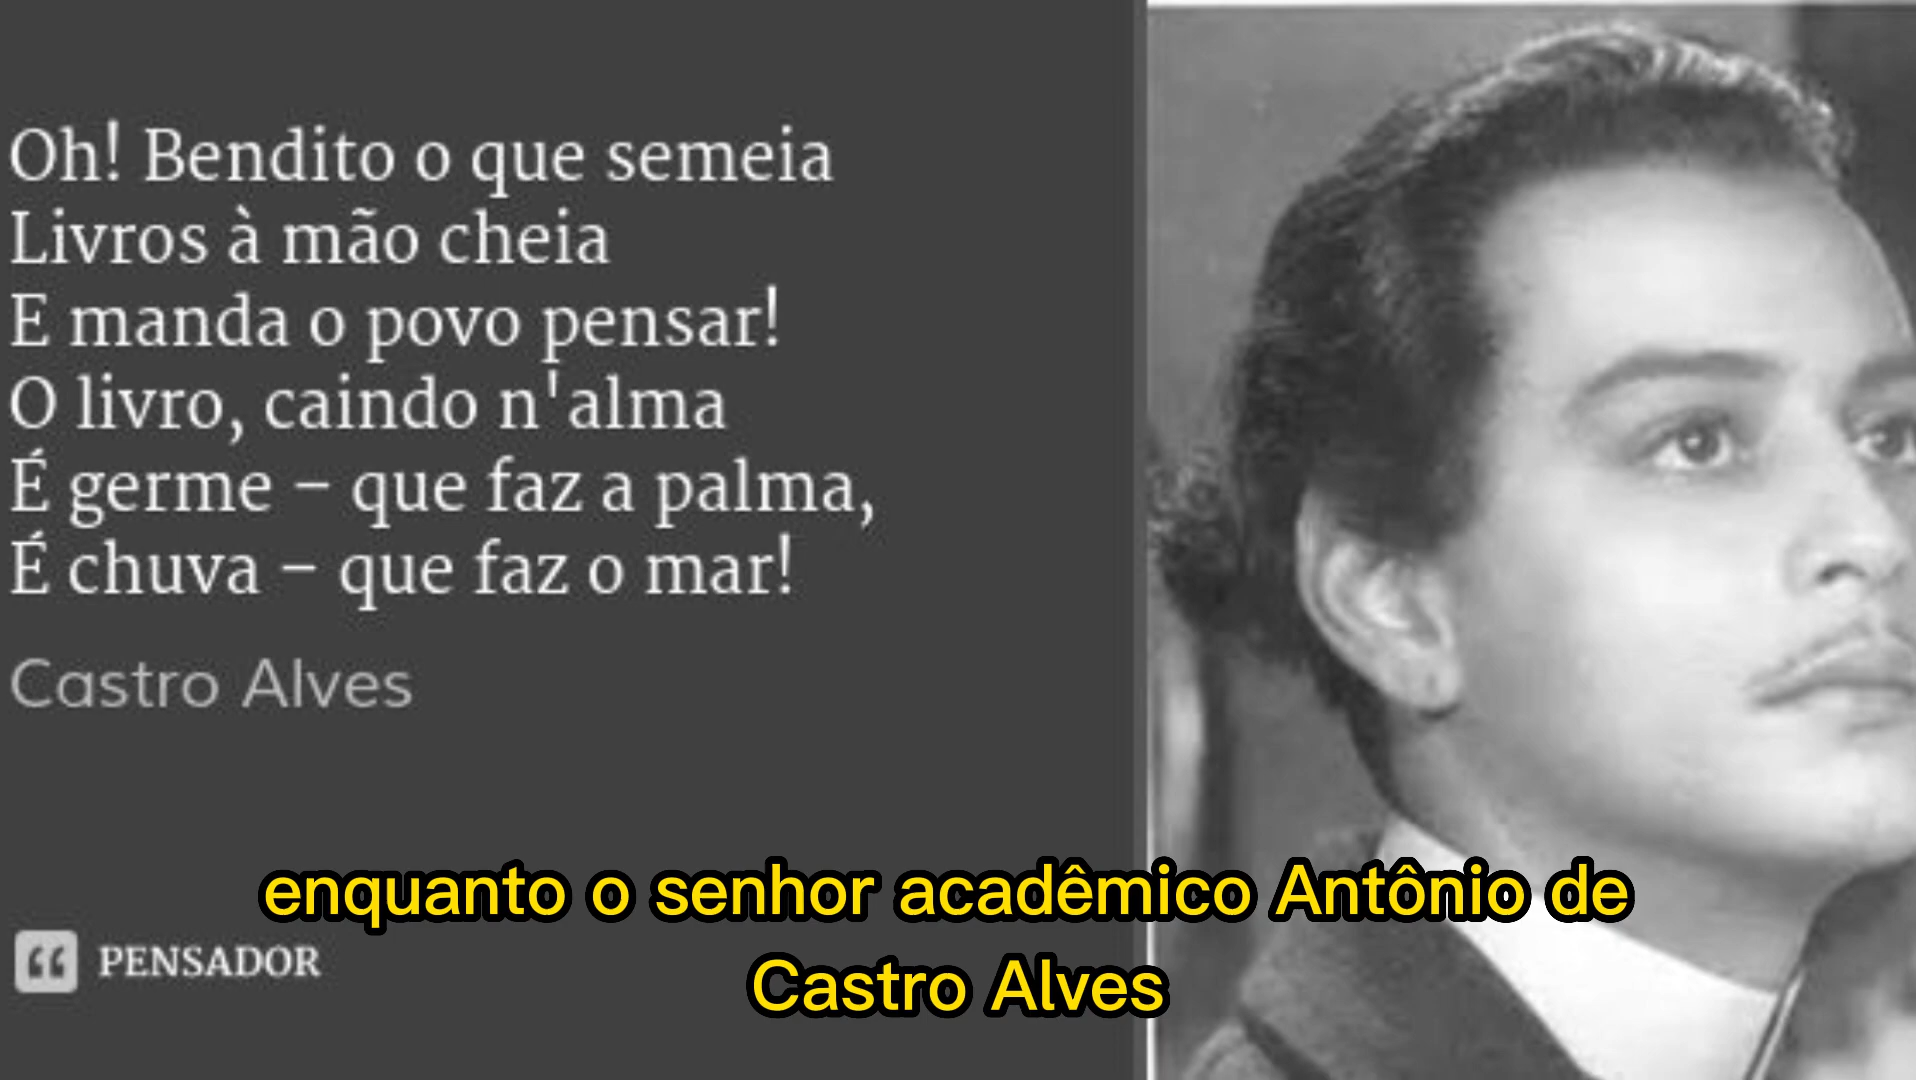 Oh! Bendito o que semeia
Livros à mão cheia
E manda o povo pensar!
O livro, caindo n'alma
É germe – que faz a palma,
É chuva – que faz o mar!
Castro Alves
enquanto o senhor acadêmico Antônio de
Castro Alves
PENSADOR